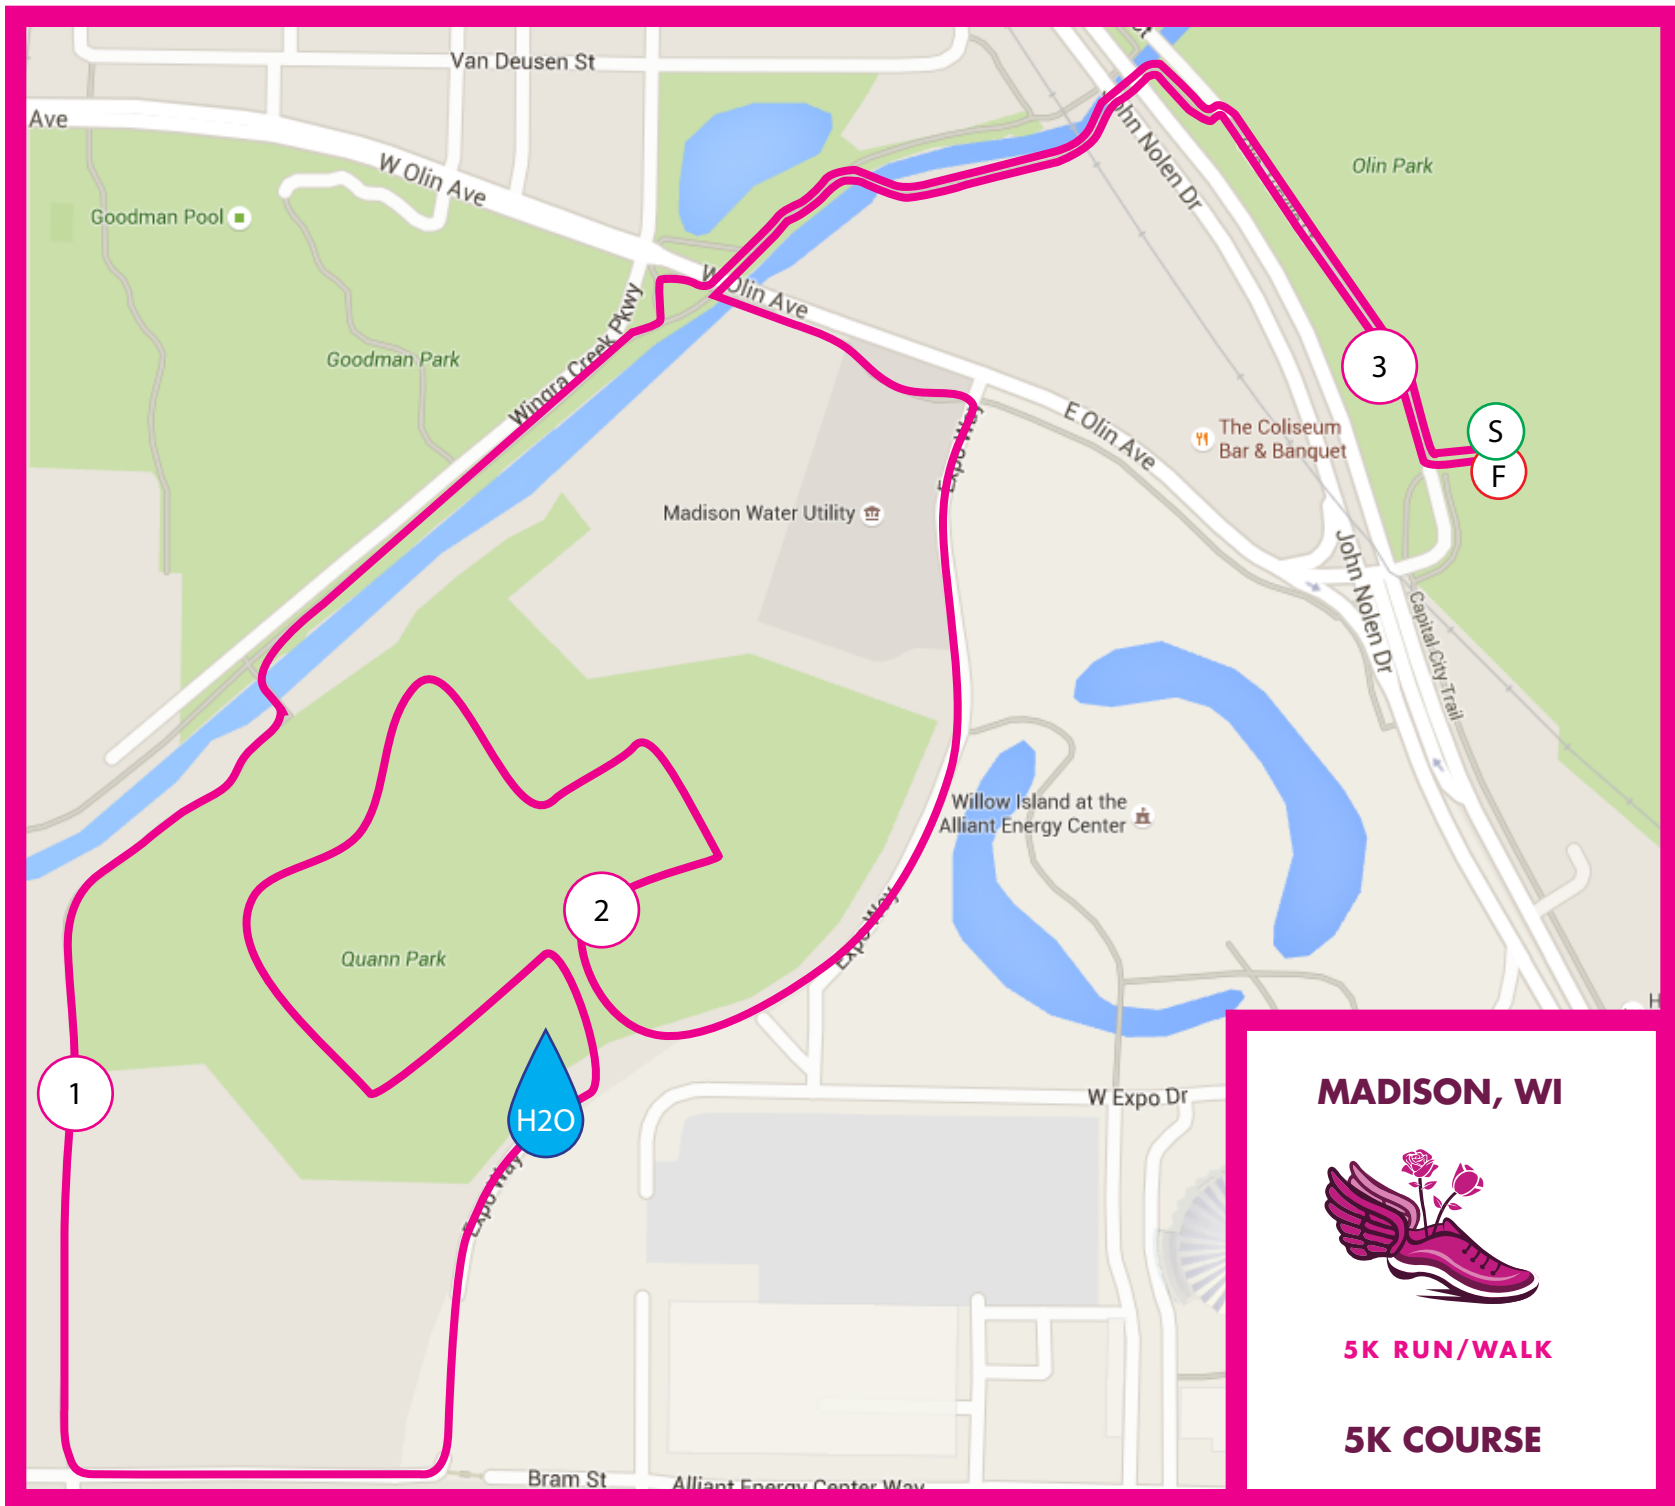 Ct
Van Deusen St
Ave
W Olin Ave
John Nolen Dr
Olin Park
Goodman Pool
W Olin Ave
Wingra Creek Pkwy
Goodman Park
3
E Olin Ave
Expo Way
The Coliseum
Bar & Banquet
S
F
Madison Water Utility
John Nolen Dr
Capital City Trail
Willow Island at the
Alliant Energy Center
2
Expo Way
Quann Park
H
1
H2O
W Expo Dr
Expo Way
MADISON, WI
5K RUN/WALK
5K COURSE
Bram St
Alliant Energy Center Way